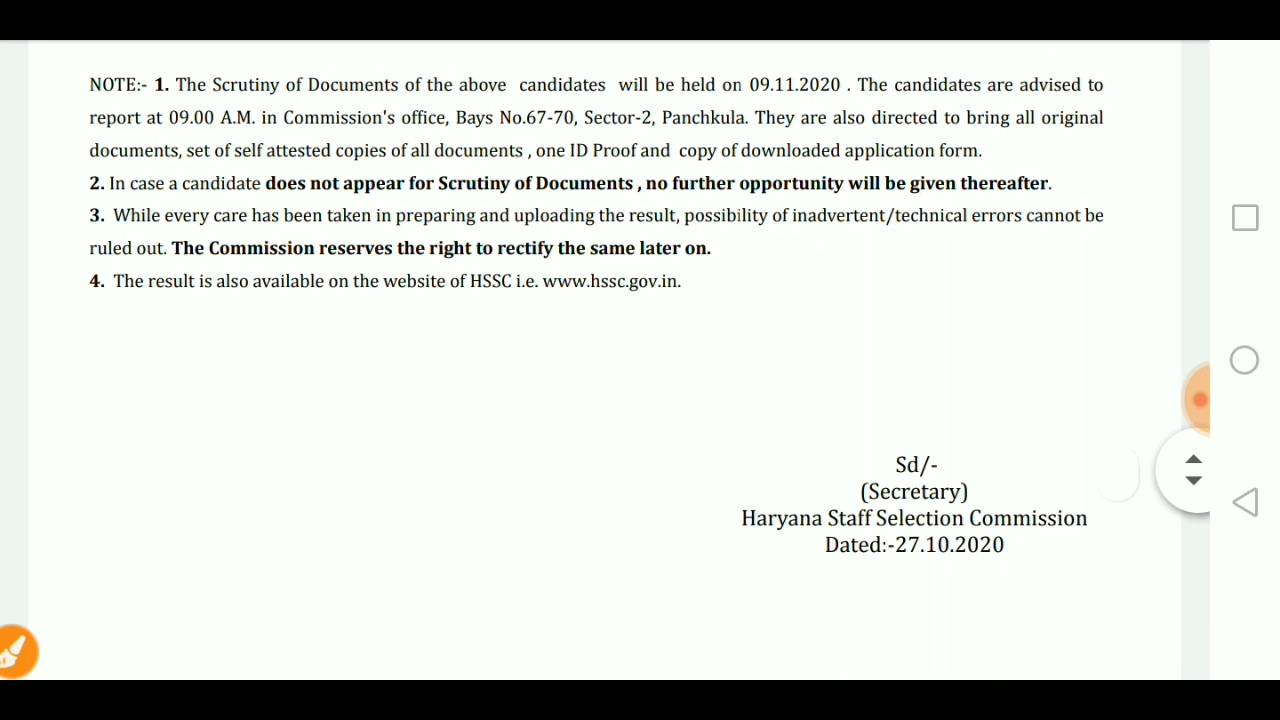 NOTE:- 1. The Scrutiny of Documents of the above candidates will be held on 09.11.2020 . The candidates are advised to
report at 09.00 A.M. in Commission's office, Bays No.67-70, Sector-2, Panchkula. They are also directed to bring all original
documents, set of self attested copies of all documents , one ID Proof and copy of downloaded application form.
2. In case a candidate does not appear for Scrutiny of Documents , no further opportunity will be given thereafter.
3. While every care has been taken in preparing and uploading the result, possibility of inadvertent/technical errors cannot be
ruled out. The Commission reserves the right to rectify the same later on.
4. The result is also available on the website of HSSC i.e. www.hssc.gov.in.
Sd/-
(Secretary)
Haryana Staff Selection Commission
Dated:-27.10.2020